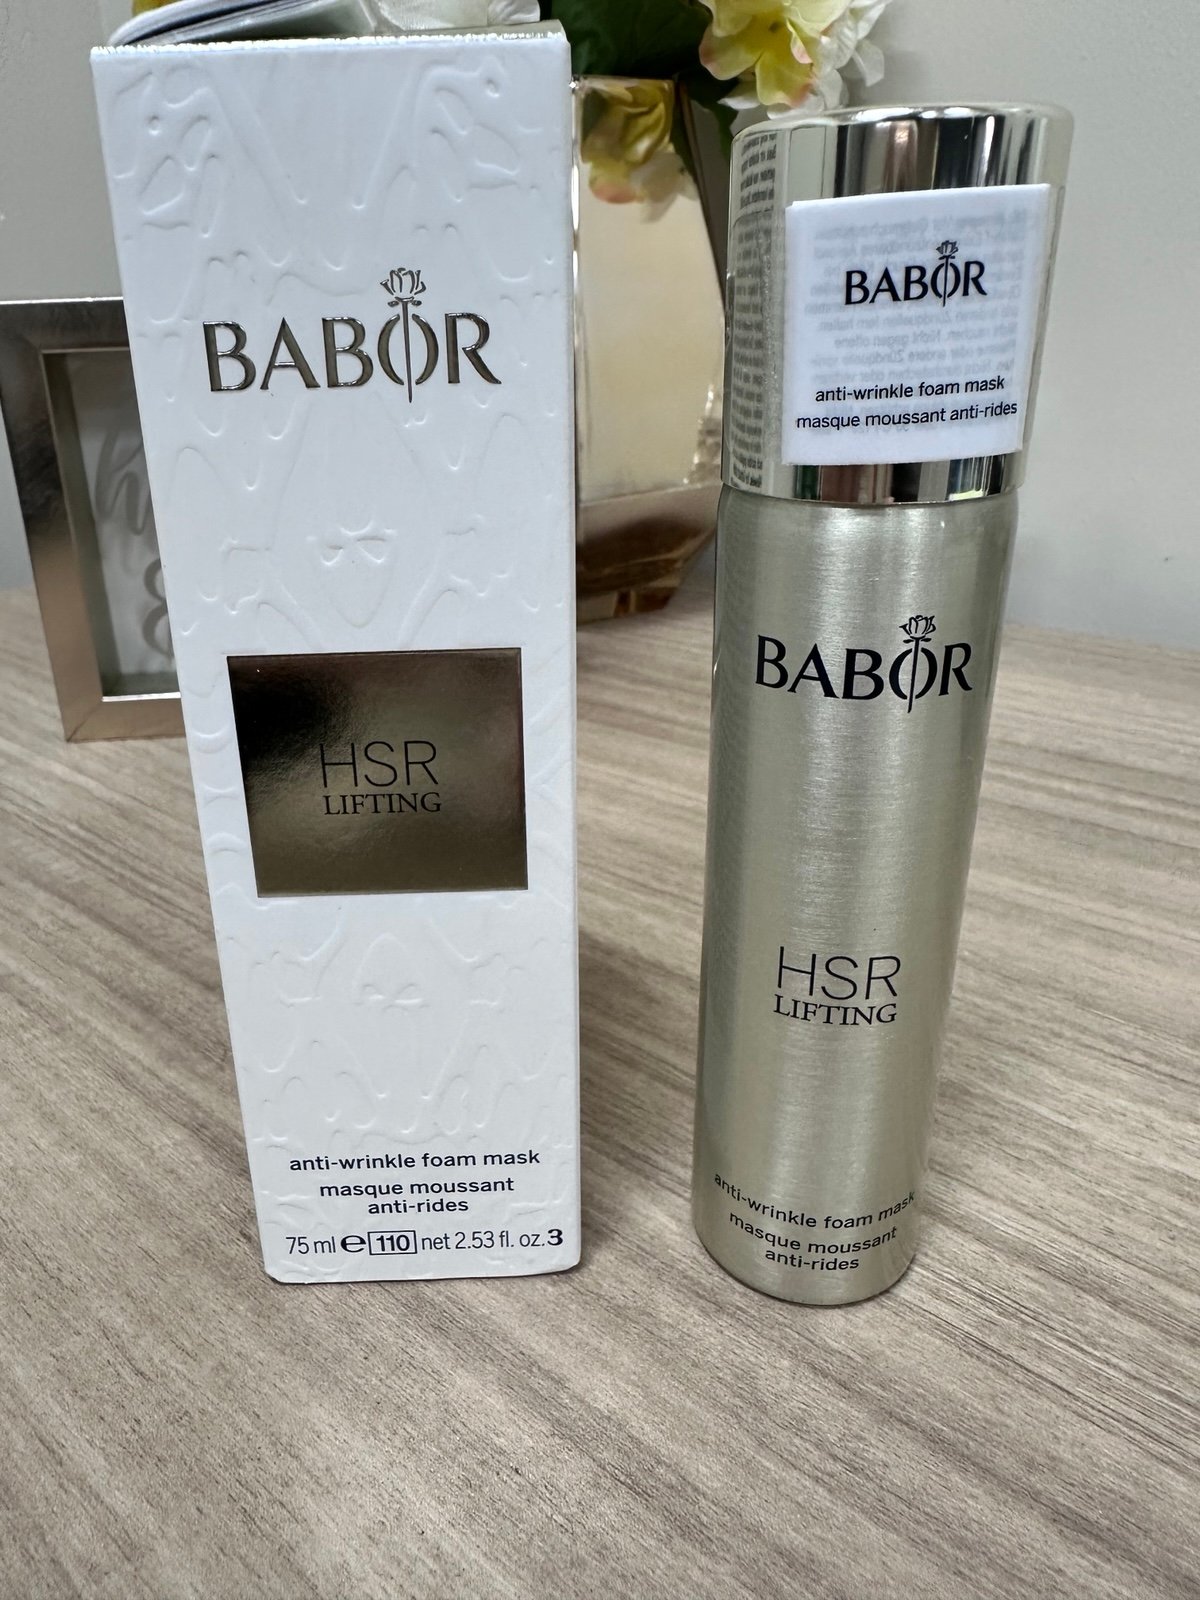 BABOR
HSR
LIFTING
anti-wrinkle foam mask
masque moussant
anti-rides
75 ml e 110 net 2.53 fl. oz.3
BABOR
anti-wrinkle foam mask
masque moussant anti-rides
BABOR
HSR
LIFTING
anti-wrinkle foam mask
masque moussant
anti-rides